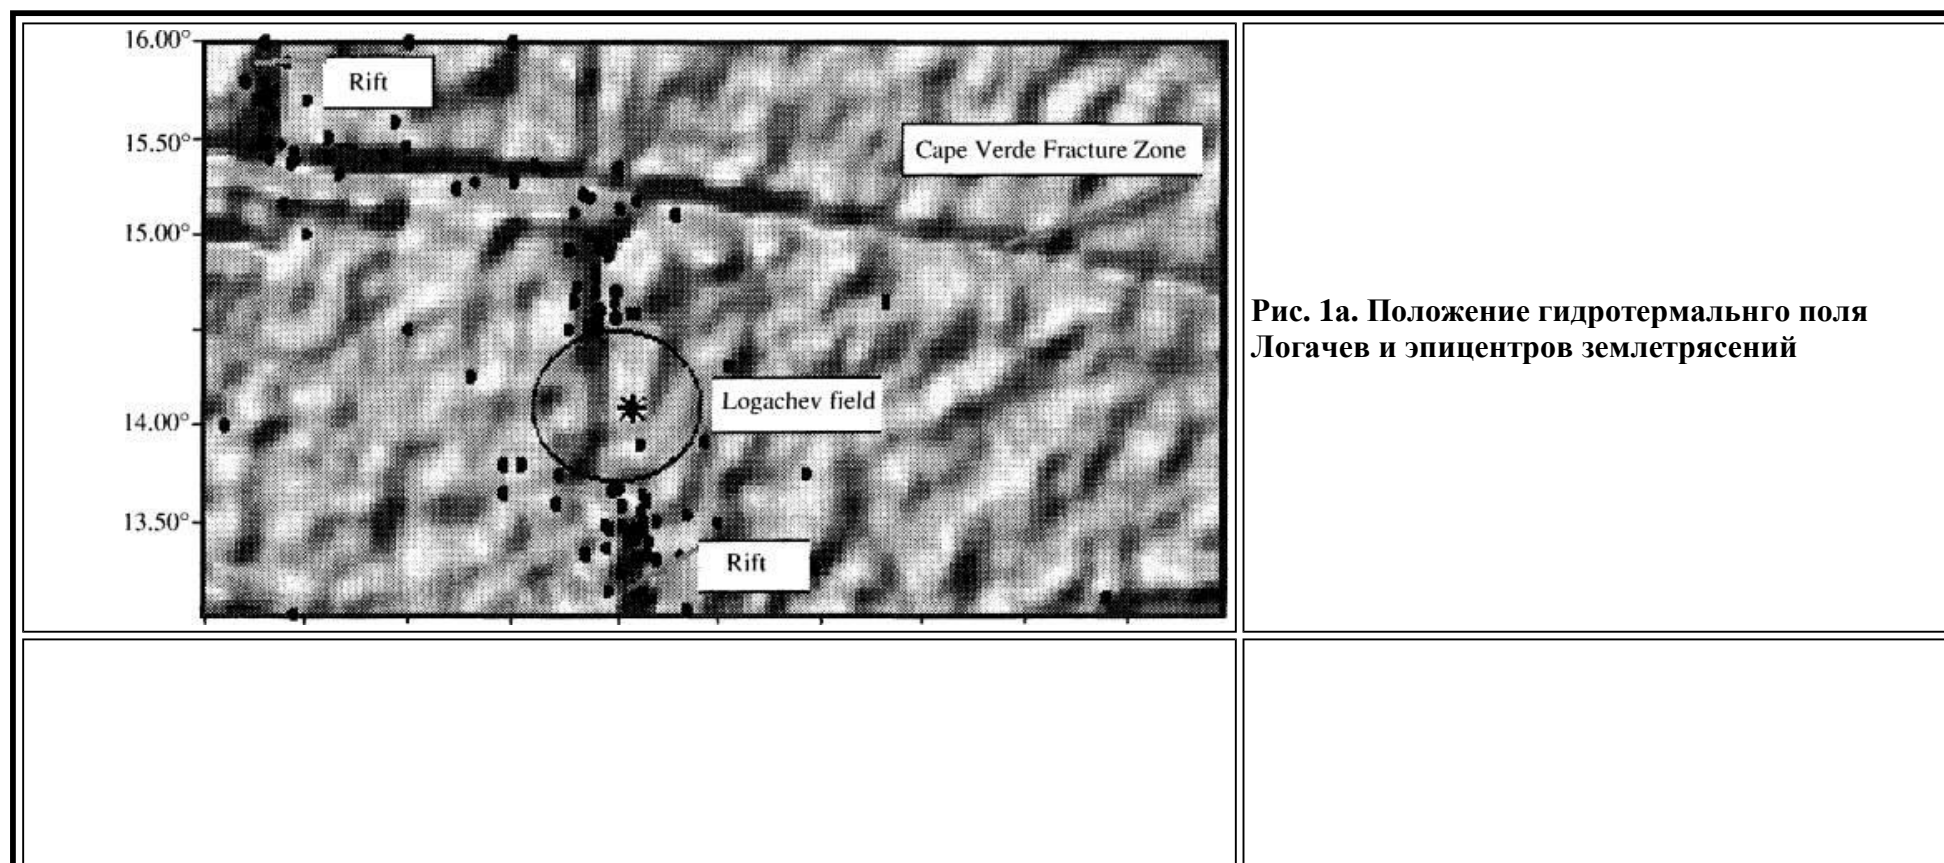 16.00°
Rift
15.50°
Cape Verde Fracture Zone
15.00°
Рис. 1а. Положение гидротермальнго поля
Логачев и эпицентров землетрясений
Logachev field
14.00°
13.50°
Rift